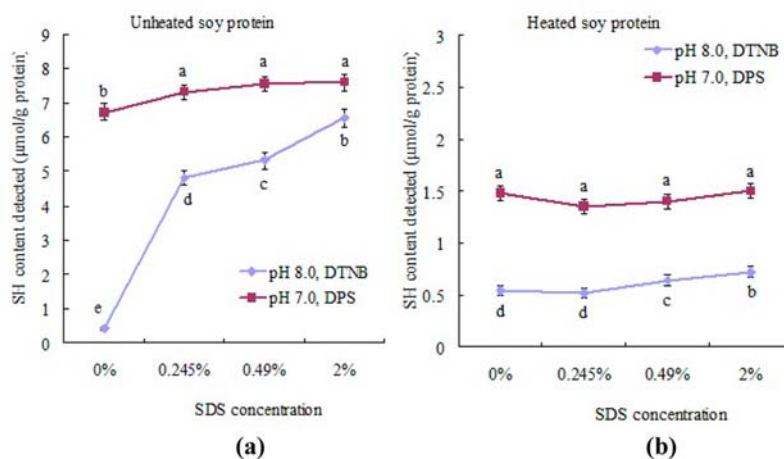 Unheated soy protein
SH content detected (µmol/g protein)
9
8
7
6
5
4
3
2
1
0
b
a
a
a
e
d
c
b
pH 8.0, DTNB
pH 7.0, DPS
0%
0.245%
0.49%
2%
SDS concentration
(a)
Heated soy protein
SH content detected (µmol/g protein)
3
2.5
2
1.5
1
0.5
0
pH 8.0, DTNB
pH 7.0, DPS
a
a
a
a
d
d
c
b
0%
0.245%
0.49%
2%
SDS concentration
(b)